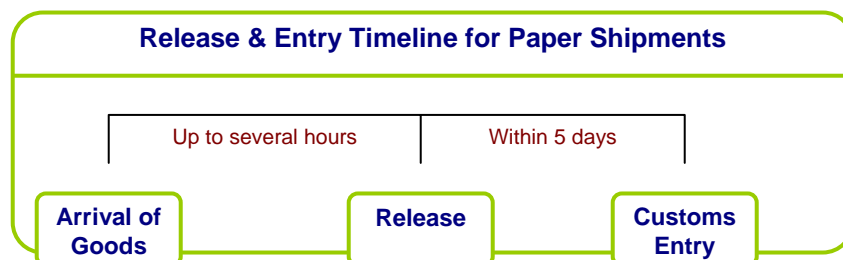 Release & Entry Timeline for Paper Shipments
Up to several hours
Within 5 days
Arrival of
Goods
Release
Customs
Entry